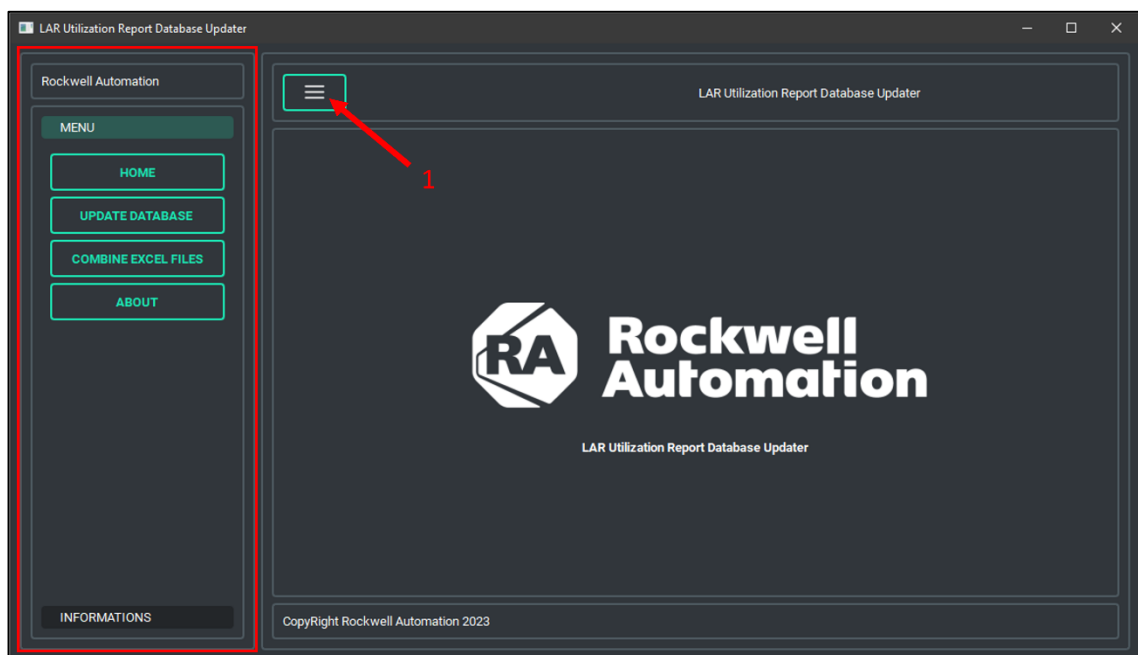 LAR Utilization Report Database Updater
Rockwell Automation
MENU
HOME
UPDATE DATABASE
COMBINE EXCEL FILES
ABOUT
INFORMATIONS
LAR Utilization Report Database Updater
1
RA
Rockwell
Automation
LAR Utilization Report Database Updater
CopyRight Rockwell Automation 2023